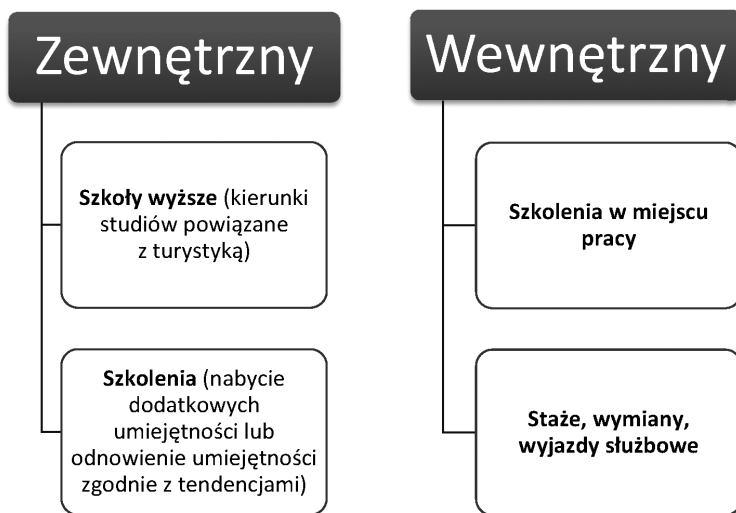 Zewnętrzny
Szkoły wyższe (kierunki
studiów powiązane
z turystyką)
Szkolenia (nabycie
dodatkowych
umiejętności lub
odnowienie umiejętności
zgodnie z tendencjami)
Wewnętrzny
Szkolenia w miejscu
pracy
Staże, wymiany,
wyjazdy służbowe